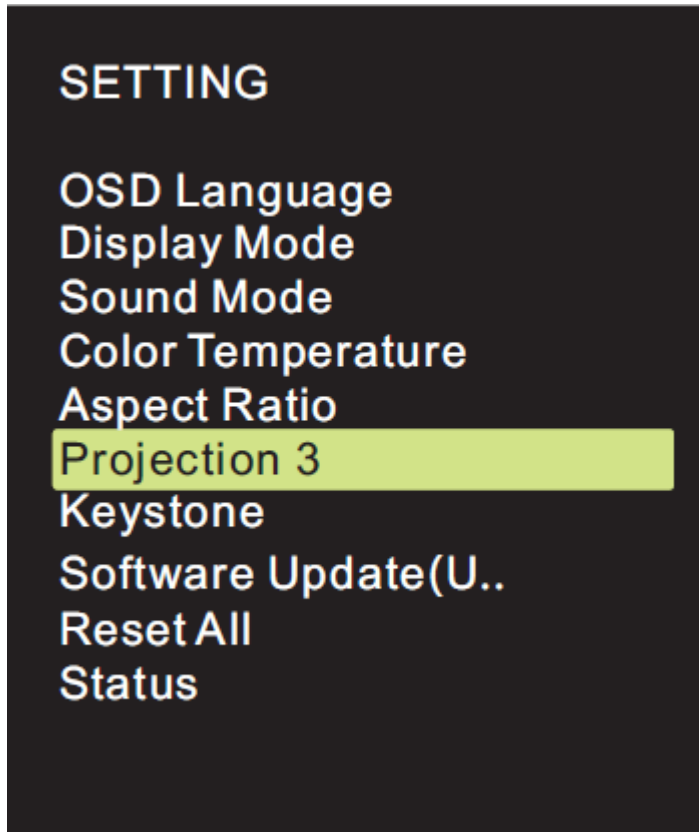 SETTING
OSD Language
Display Mode
Sound Mode
Color Temperature
Aspect Ratio
Projection 3
Keystone
Software Update(U..
Reset All
Status